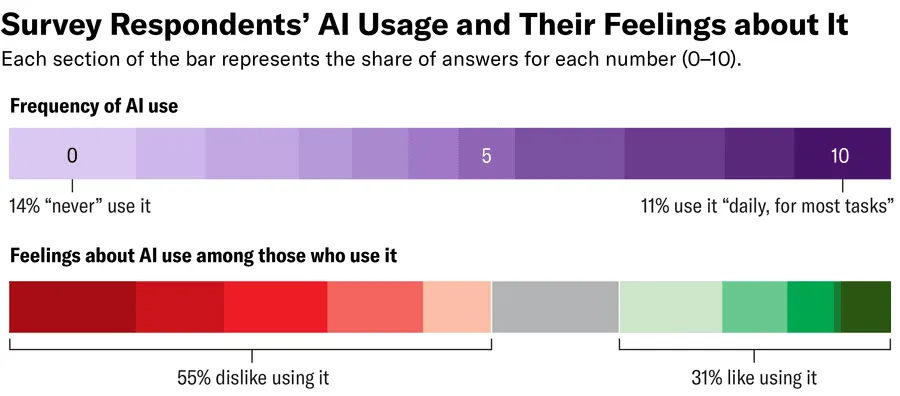 Survey Respondents’ AI Usage and Their Feelings about It
Each section of the bar represents the share of answers for each number (0–10).
Frequency of AI use
0 5 10
14% “never” use it 11% use it “daily, for most tasks”
Feelings about AI use among those who use it
55% dislike using it 31% like using it